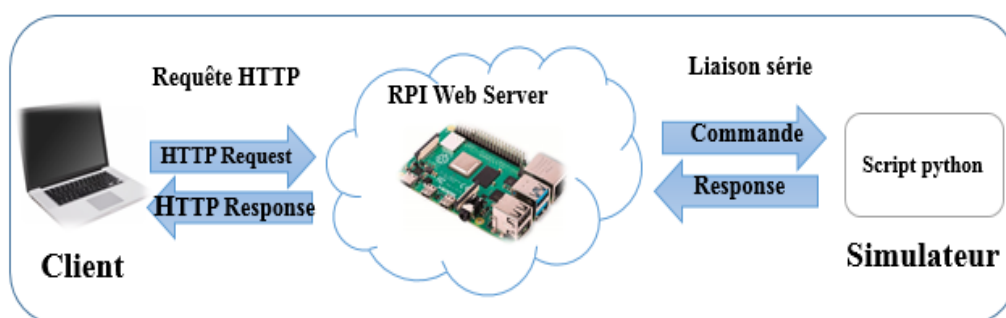 Requête HTTP
HTTP Request
HTTP Response
Client
RPI Web Server
Liaison série
Commande
Response
Script python
Simulateur